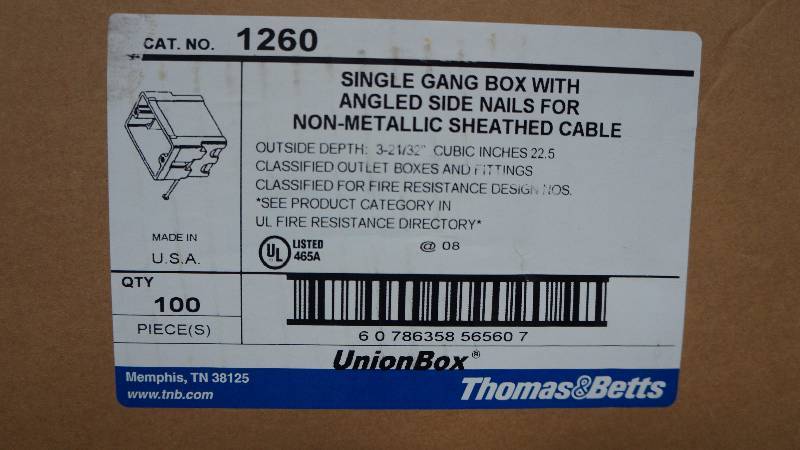 CAT. NO. 1260
SINGLE GANG BOX WITH
ANGLED SIDE NAILS FOR
NON-METALLIC SHEATHED CABLE
OUTSIDE DEPTH: 3-21/32" CUBIC INCHES 22.5
CLASSIFIED OUTLET BOXES AND FITTINGS
CLASSIFIED FOR FIRE RESISTANCE DESIGN NOS.
*SEE PRODUCT CATEGORY IN
UL FIRE RESISTANCE DIRECTORY*
MADE IN
U.S.A.
UL LISTED
465A
@ 08
QTY
100
PIECE(S)
6 0 786358 56560 7
UnionBox®
Memphis, TN 38125
www.tnb.com
Thomas&Betts